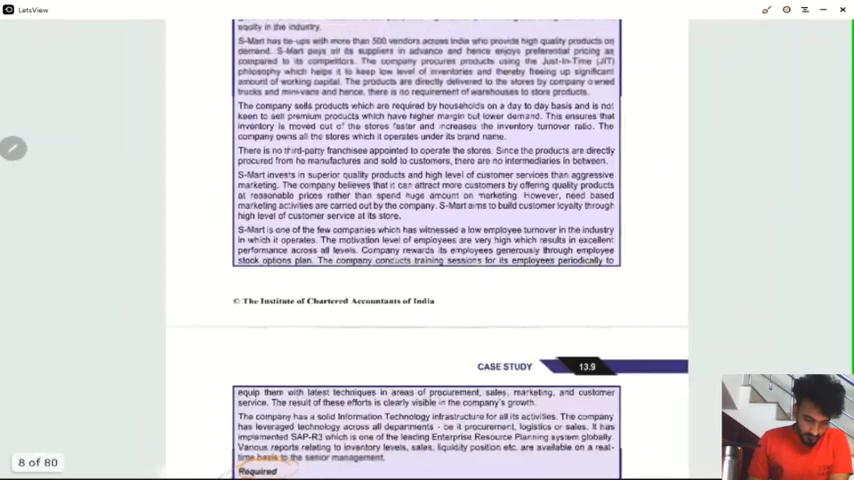 LetsView
equity in the industry.
S-Mart has tie-ups with more than 500 vendors across India who provide high quality products on
demand. S-Mart pays all its suppliers in advance and hence enjoys preferential pricing as
compared to its competitors. The company procures products using the Just-In-Time (JIT)
philosophy which helps it to keep low level of inventories and thereby freeing up significant
amount of working capital. The products are directly delivered to the stores by company owned
trucks and mini-vans and hence, there is no requirement of warehouses to store products.
The company sells products which are required by households on a day to day basis and is not
keen to sell premium products which have higher margin but lower demand. This ensures that
inventory is moved out of the stores faster and increases the inventory turnover ratio. The
company owns all the stores which it operates under its brand name.
There is no third-party franchisee appointed to operate the stores. Since the products are directly
procured from he manufactures and sold to customers, there are no intermediaries in between.
S-Mart invests in superior quality products and high level of customer services than aggressive
marketing. The company believes that it can attract more customers by offering quality products
at reasonable prices rather than spend huge amount on marketing. However, need based
marketing activities are carried out by the company. S-Mart aims to build customer loyalty through
high level of customer service at its store.
S-Mart is one of the few companies which has witnessed a low employee turnover in the industry
in which it operates. The motivation level of employees are very high which results in excellent
performance across all levels. Company rewards its employees generously through employee
stock options plan. The company conducts training sessions for its employees periodically to
© The Institute of Chartered Accountants of India
CASE STUDY 13.9
equip them with latest techniques in areas of procurement, sales, marketing, and customer
service. The result of these efforts is clearly visible in the company's growth.
The company has a solid Information Technology infrastructure for all its activities. The company
has leveraged technology across all departments - be it procurement, logistics or sales. It has
implemented SAP-R3 which is one of the leading Enterprise Resource Planning system globally.
Various reports relating to inventory levels, sales, liquidity position etc. are available on a real-
time basis to the senior management.
Required
8 of 80